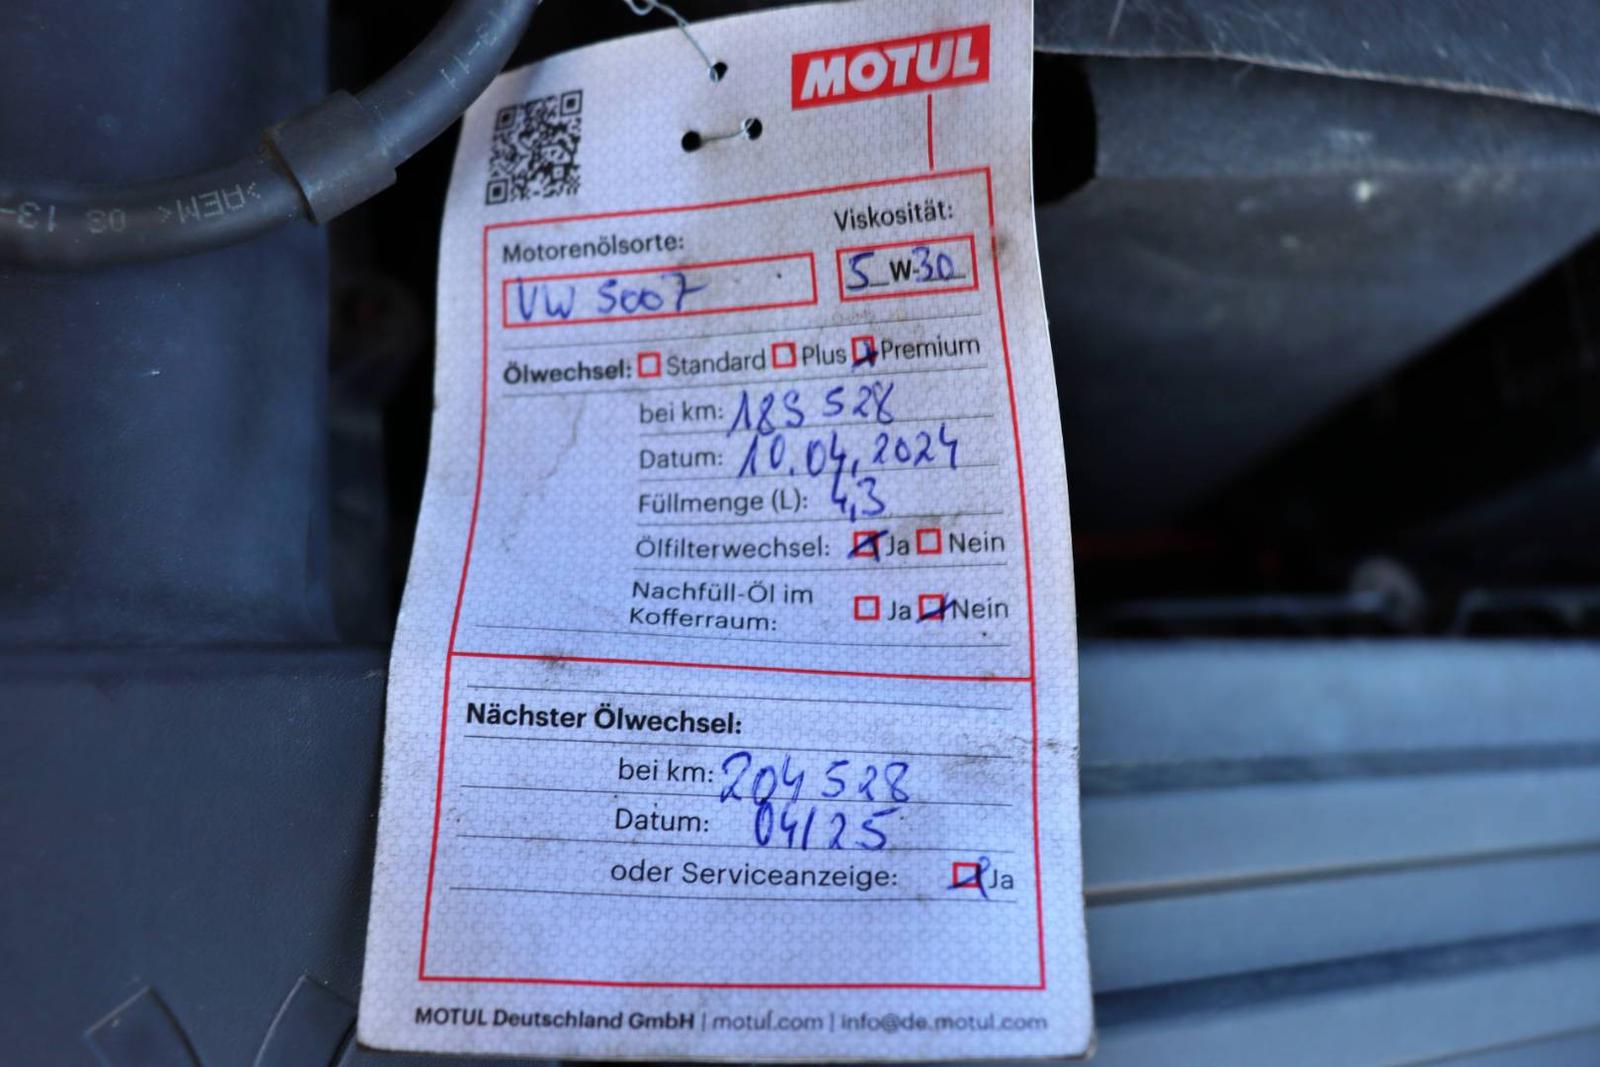 MOTUL
Motorenölsorte:
Viskosität:
VW 5007
5 W-30
Ölwechsel: Standard Plus Premium
bei km: 189 528
Datum: 10.04.2024
Füllmenge (L): 4,3
Ölfilterwechsel: Ja Nein
Nachfüll-Öl im
Kofferraum: Ja Nein
Nächster Ölwechsel:
bei km: 204 528
Datum: 04/25
oder Serviceanzeige: Ja
MOTUL Deutschland GmbH | motul.com | info@de.motul.com